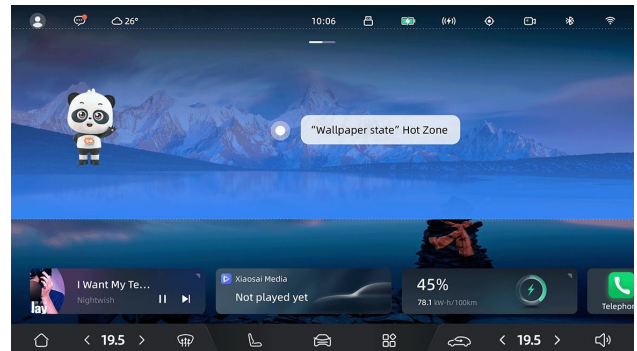 26°
10:06
"Wallpaper state" Hot Zone
I Want My Te...
Nightwish
lay
Xiaosai Media
Not played yet
45%
78.1 kW·h/100km
Telephon
< 19.5 >
< 19.5 >